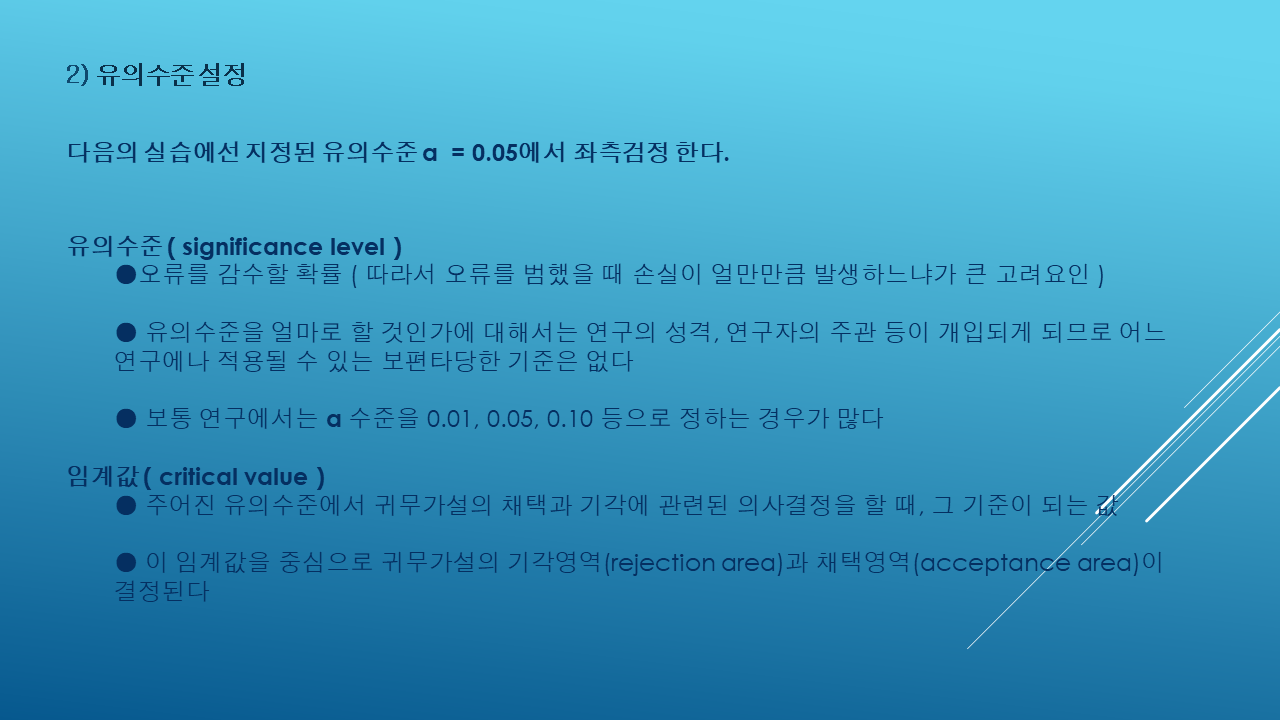 2) 유의수준 설정
다음의 실습에선 지정된 유의수준 α = 0.05에서 좌측검정 한다.
유의수준( significance level )
●오류를 감수할 확률 ( 따라서 오류를 범했을 때 손실이 얼만만큼 발생하느냐가 큰 고려요인 )
● 유의수준을 얼마로 할 것인가에 대해서는 연구의 성격, 연구자의 주관 등이 개입되게 되므로 어느
연구에나 적용될 수 있는 보편타당한 기준은 없다
● 보통 연구에서는 α 수준을 0.01, 0.05, 0.10 등으로 정하는 경우가 많다
임계값( critical value )
● 주어진 유의수준에서 귀무가설의 채택과 기각에 관련된 의사결정을 할 때, 그 기준이 되는 값
● 이 임계값을 중심으로 귀무가설의 기각영역(rejection area)과 채택영역(acceptance area)이
결정된다